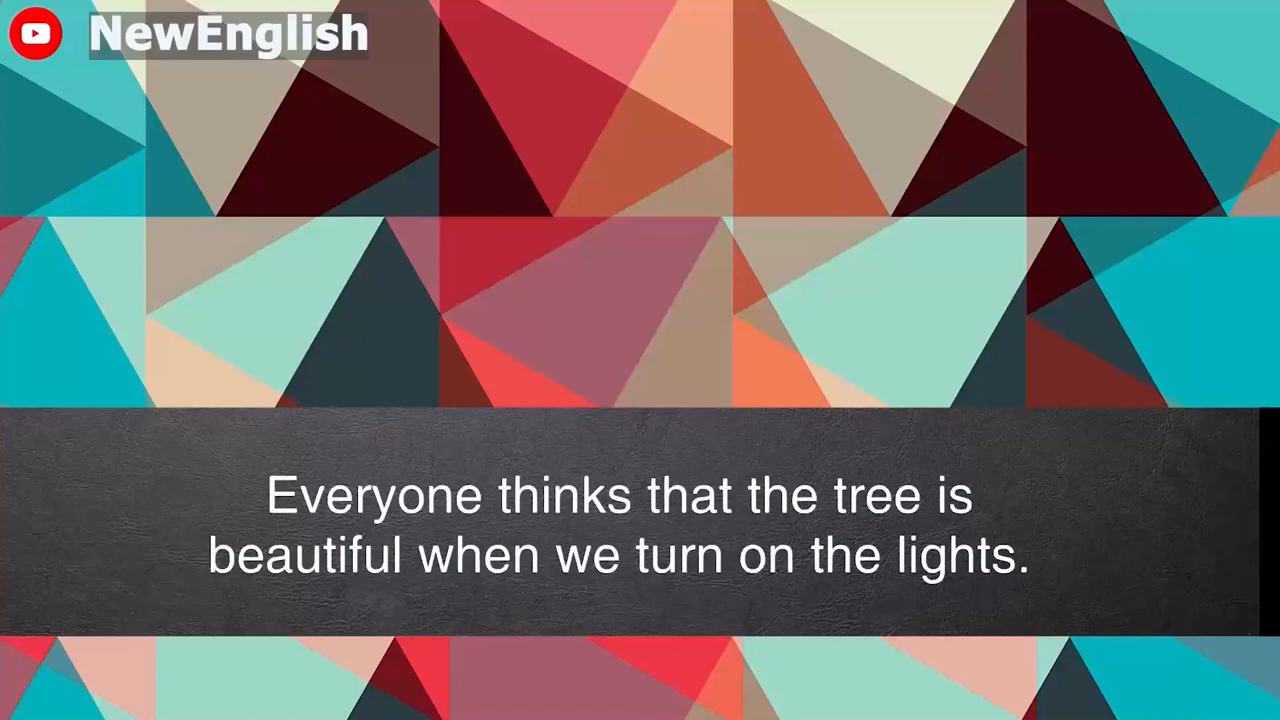 NewEnglish
Everyone thinks that the tree is
beautiful when we turn on the lights.